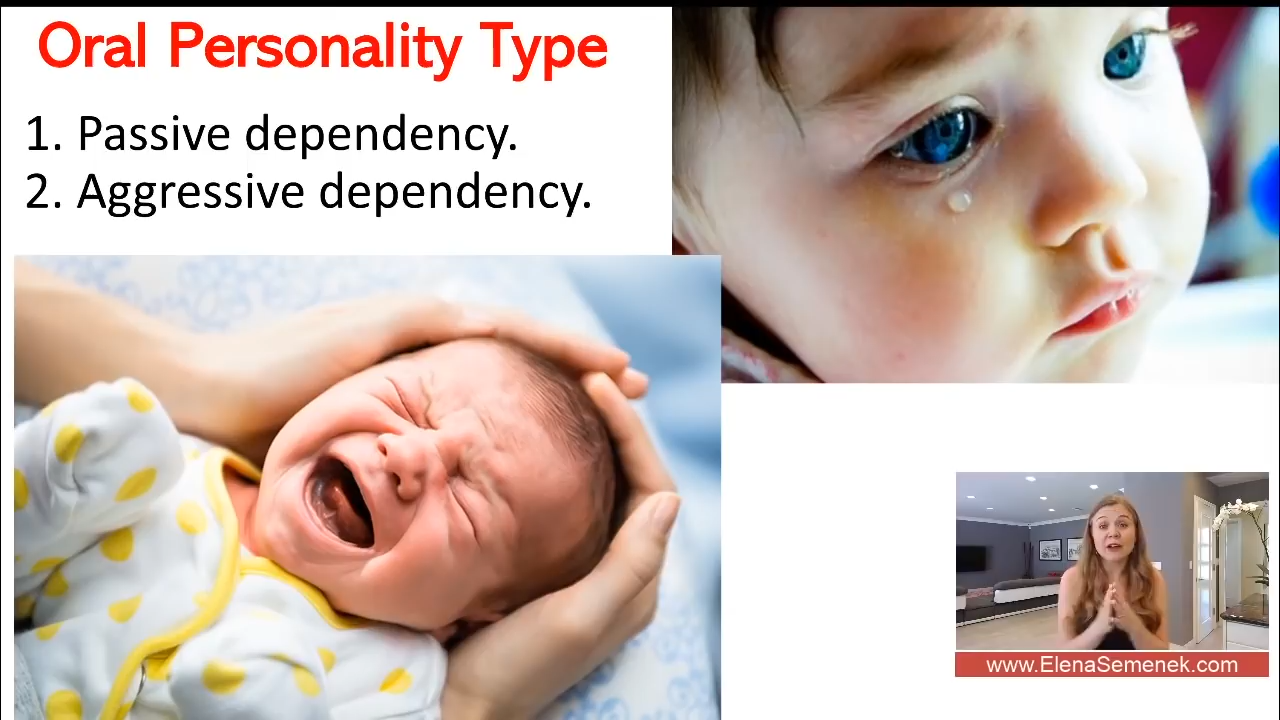 Oral Personality Type
1. Passive dependency.
2. Aggressive dependency.
www.ElenaSemenek.com